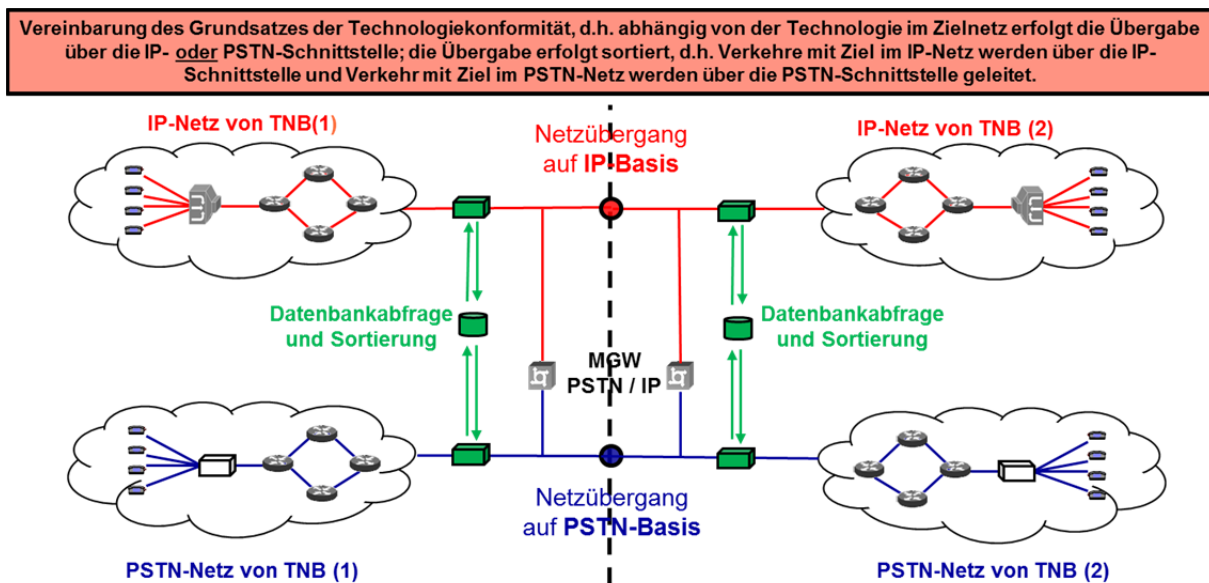 Vereinbarung des Grundsatzes der Technologiekonformität, d.h. abhängig von der Technologie im Zielnetz erfolgt die Übergabe
über die IP- oder PSTN-Schnittstelle; die Übergabe erfolgt sortiert, d.h. Verkehre mit Ziel im IP-Netz werden über die IP-
Schnittstelle und Verkehr mit Ziel im PSTN-Netz werden über die PSTN-Schnittstelle geleitet.
IP-Netz von TNB(1)
Netzübergang
auf IP-Basis
IP-Netz von TNB (2)
Datenbankabfrage
und Sortierung
MGW
PSTN / IP
Datenbankabfrage
und Sortierung
Netzübergang
auf PSTN-Basis
PSTN-Netz von TNB (1)
PSTN-Netz von TNB (2)